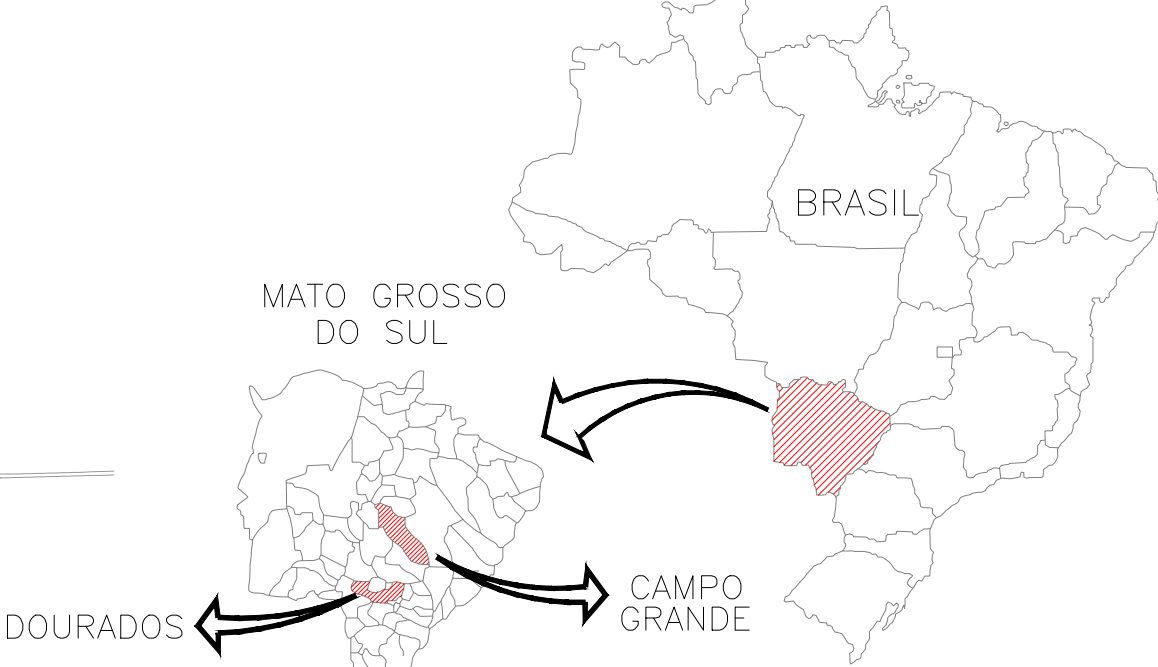 BRASIL
MATO GROSSO
DO SUL
CAMPO
GRANDE
DOURADOS